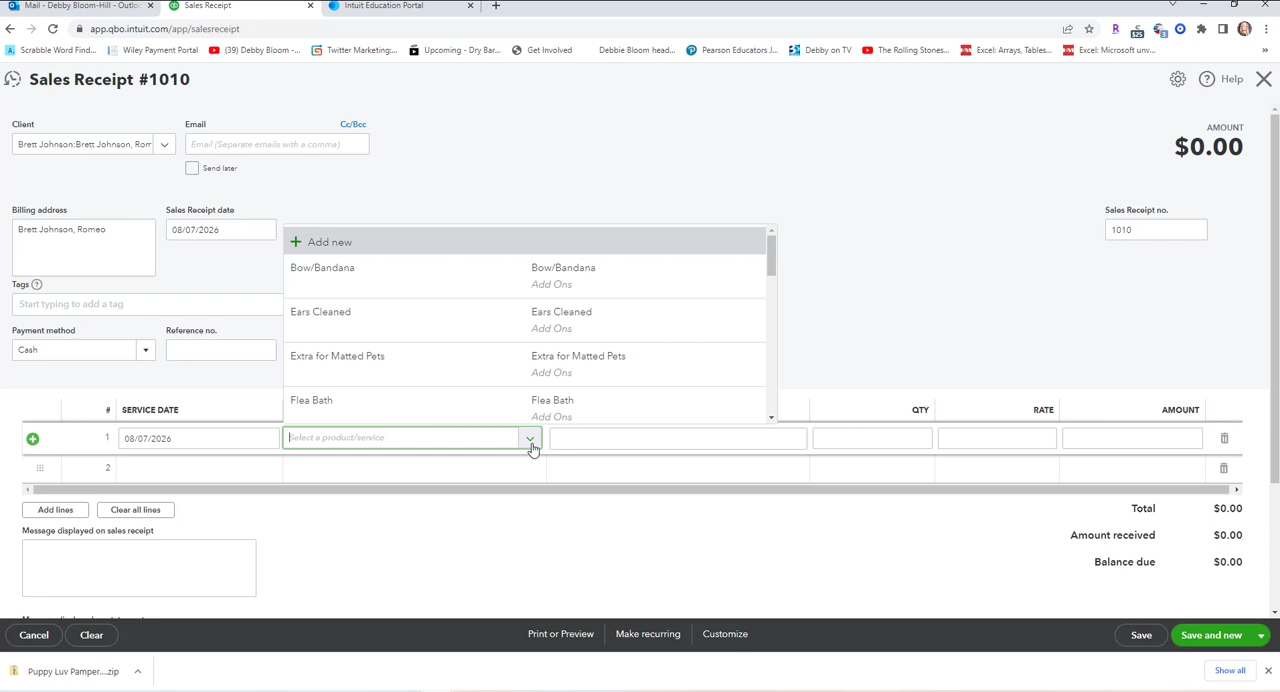 Mail - Debby Bloom-Hill - Outloo
Sales Receipt
Intuit Education Portal
app.qbo.intuit.com/app/salesreceipt
Scrabble Word Find...
Wiley Payment Portal
(39) Debby Bloom -...
Twitter Marketing:...
Upcoming - Dry Bar...
Get Involved
Debbie Bloom head...
Pearson Educators J...
Debby on TV
The Rolling Stones...
Excel: Arrays, Tables...
Excel: Microsoft unv...
Sales Receipt #1010
Help
Client
Email
Cc/Bcc
AMOUNT
Brett Johnson:Brett Johnson, Rom
Email (Separate emails with a comma)
$0.00
Send later
Billing address
Sales Receipt date
Sales Receipt no.
Brett Johnson, Romeo
08/07/2026
1010
Add new
Bow/Bandana
Bow/Bandana
Add Ons
Tags
Start typing to add a tag
Ears Cleaned
Ears Cleaned
Add Ons
Payment method
Reference no.
Cash
Extra for Matted Pets
Extra for Matted Pets
Add Ons
Flea Bath
Flea Bath
Add Ons
# SERVICE DATE QTY RATE AMOUNT
1 08/07/2026 Select a product/service
2
Add lines
Clear all lines
Total $0.00
Message displayed on sales receipt
Amount received $0.00
Balance due $0.00
Cancel
Clear
Print or Preview
Make recurring
Customize
Save
Save and new
Puppy Luv Pamper....zip
Show all